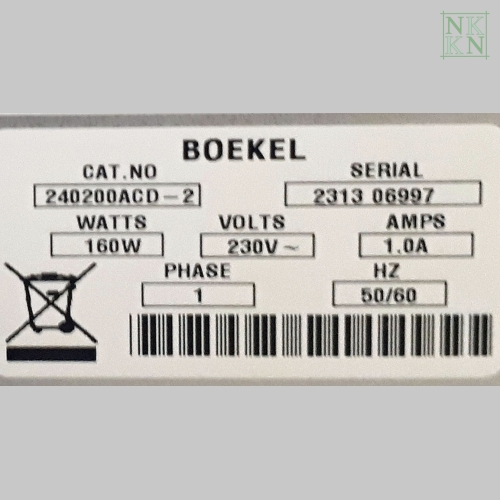 NK
KN
BOEKEL
CAT.NO SERIAL
240200ACD-2 2313 06997
WATTS VOLTS AMPS
160W 230V~ 1.0A
PHASE HZ
1 50/60